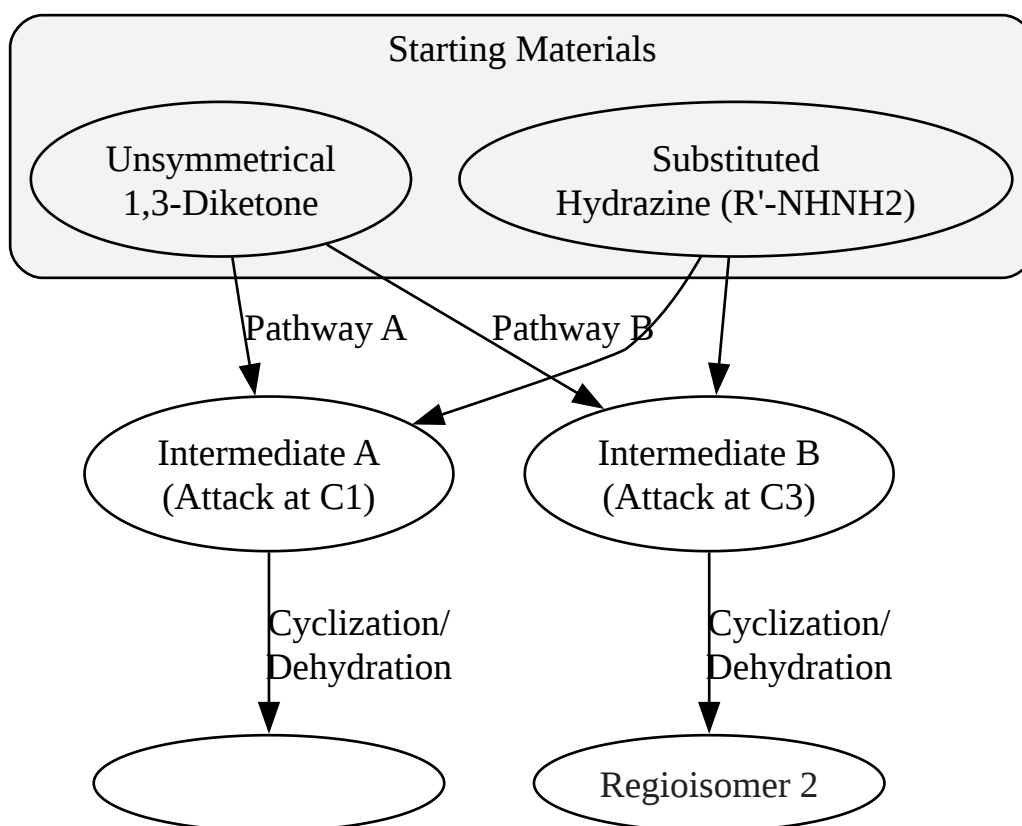 Starting Materials
Unsymmetrical
1,3-Diketone
Substituted
Hydrazine (R'-NHNH2)
Pathway A
Pathway B
Intermediate A
(Attack at C1)
Intermediate B
(Attack at C3)
Cyclization/
Dehydration
Cyclization/
Dehydration
Regioisomer 2